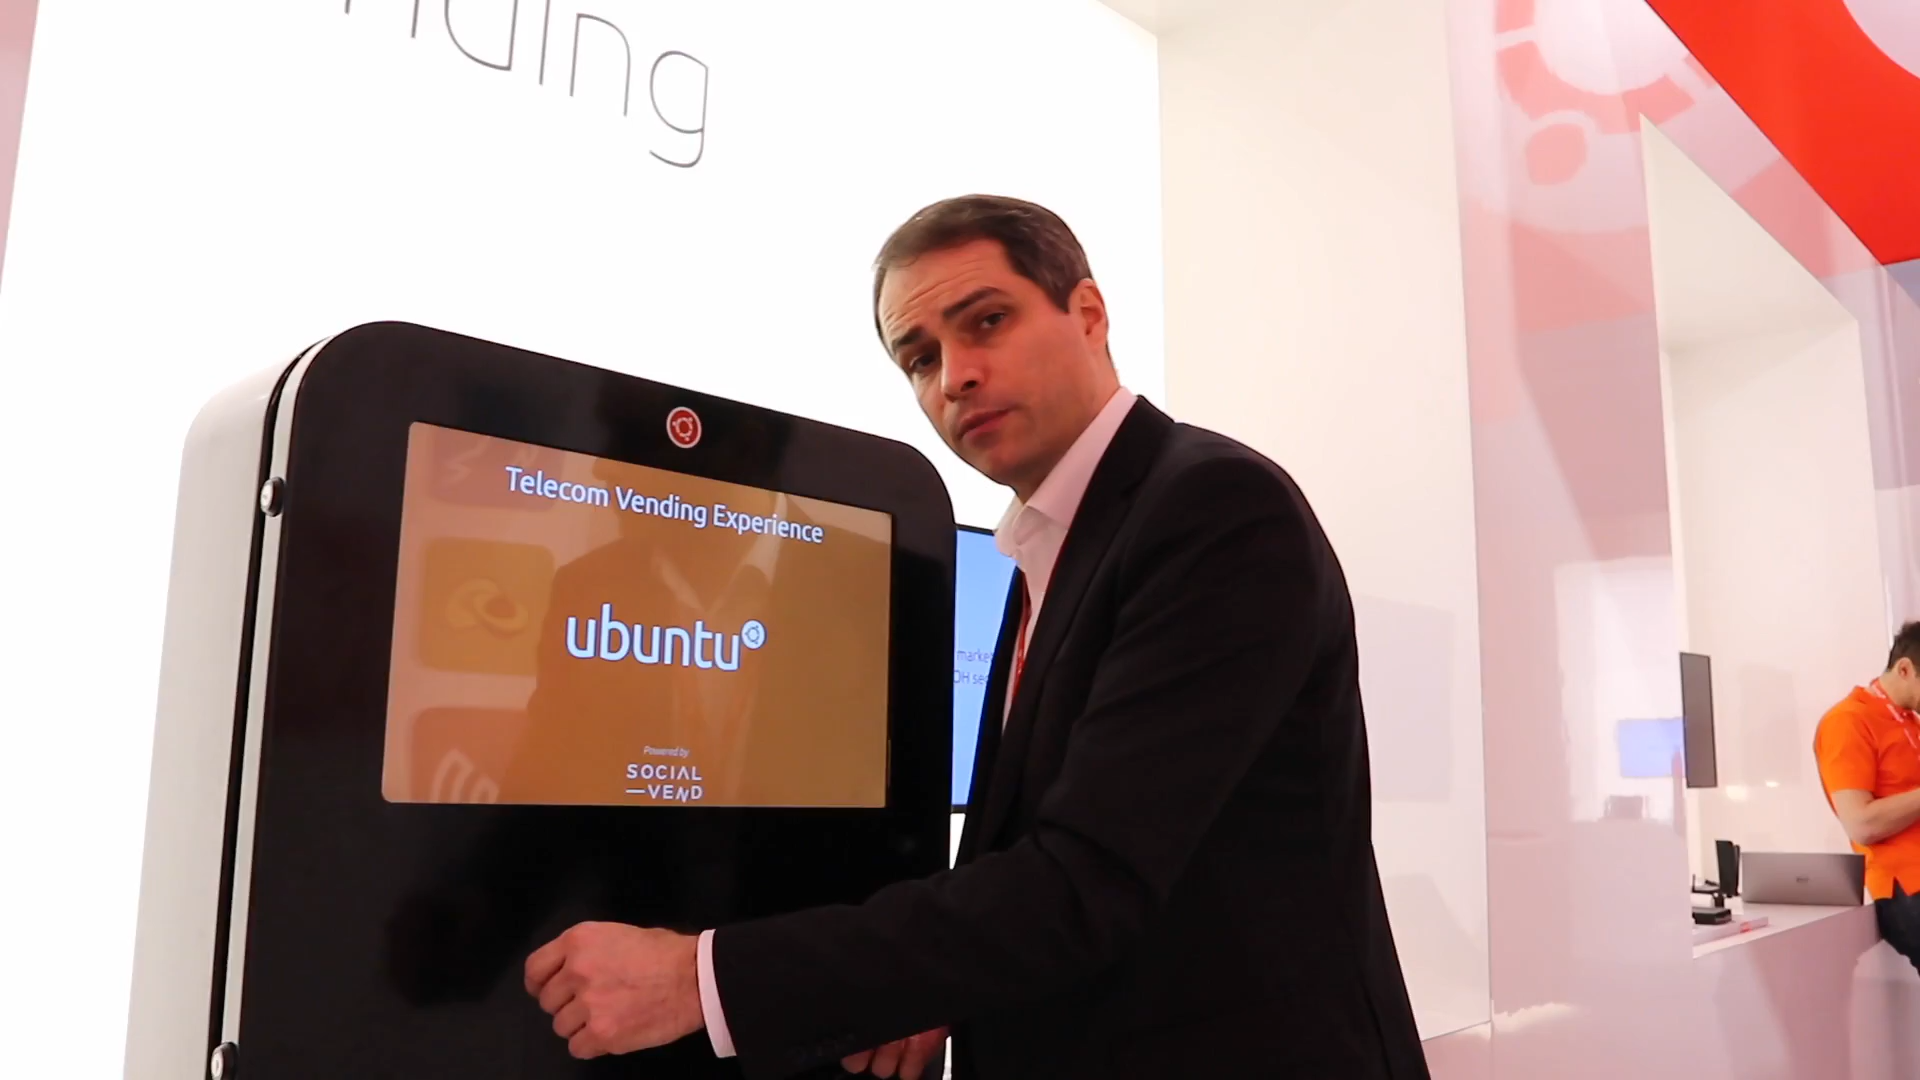 nding
Telecom Vending Experience
ubuntu
Powered by
SOCIAL
—VEND